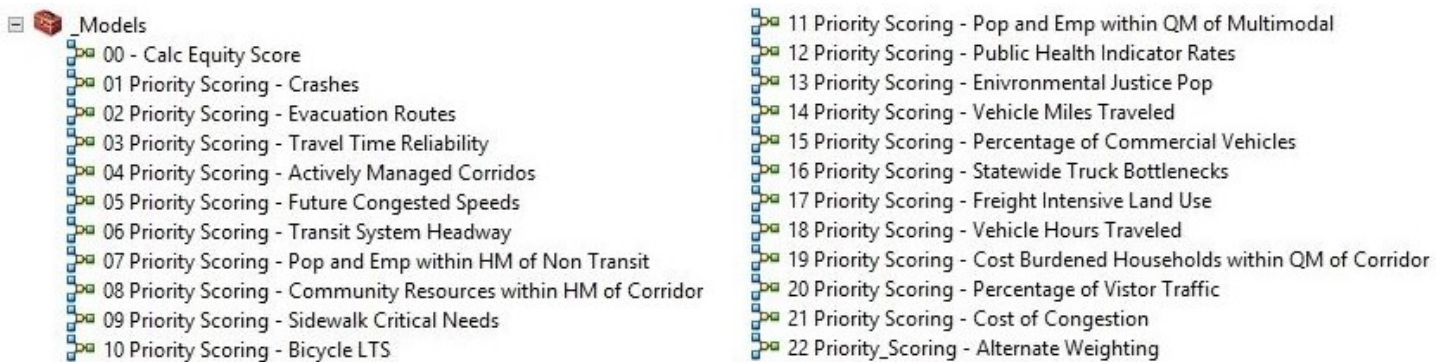 _Models
00 - Calc Equity Score
01 Priority Scoring - Crashes
02 Priority Scoring - Evacuation Routes
03 Priority Scoring - Travel Time Reliability
04 Priority Scoring - Actively Managed Corridos
05 Priority Scoring - Future Congested Speeds
06 Priority Scoring - Transit System Headway
07 Priority Scoring - Pop and Emp within HM of Non Transit
08 Priority Scoring - Community Resources within HM of Corridor
09 Priority Scoring - Sidewalk Critical Needs
10 Priority Scoring - Bicycle LTS
11 Priority Scoring - Pop and Emp within QM of Multimodal
12 Priority Scoring - Public Health Indicator Rates
13 Priority Scoring - Enivronmental Justice Pop
14 Priority Scoring - Vehicle Miles Traveled
15 Priority Scoring - Percentage of Commercial Vehicles
16 Priority Scoring - Statewide Truck Bottlenecks
17 Priority Scoring - Freight Intensive Land Use
18 Priority Scoring - Vehicle Hours Traveled
19 Priority Scoring - Cost Burdened Households within QM of Corridor
20 Priority Scoring - Percentage of Vistor Traffic
21 Priority Scoring - Cost of Congestion
22 Priority_Scoring - Alternate Weighting